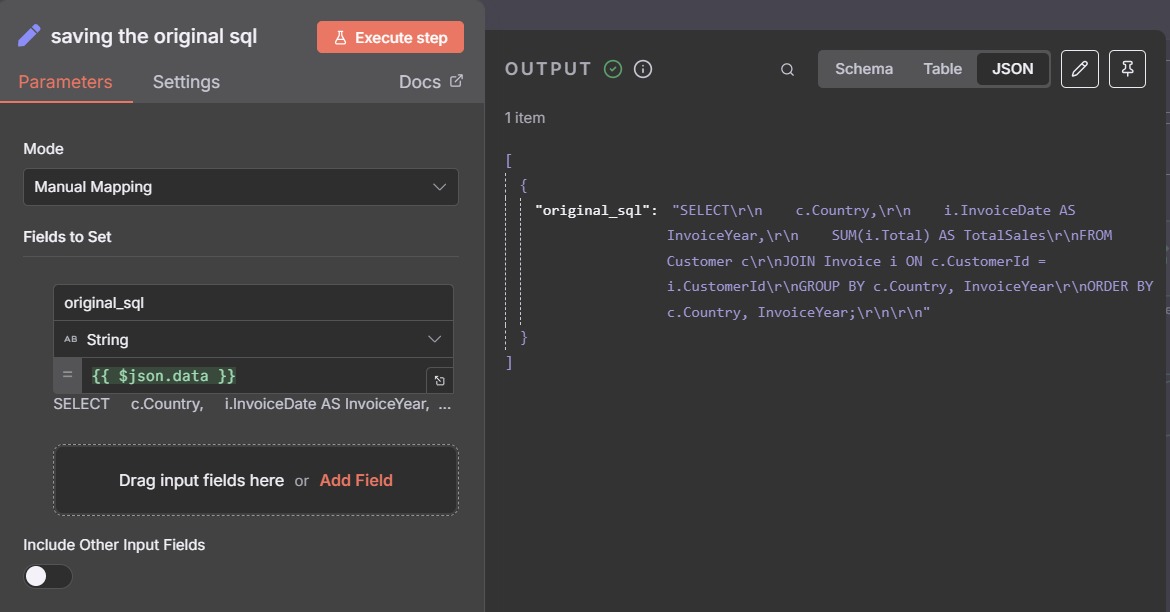 saving the original sql
Execute step
Parameters
Settings
Docs
Mode
Manual Mapping
Fields to Set
original_sql
AB String
= {{ $json.data }}
SELECT c.Country, i.InvoiceDate AS InvoiceYear, ...
Drag input fields here or Add Field
Include Other Input Fields
OUTPUT
Schema
Table
JSON
1 item
[
{
"original_sql": "SELECT\r\n    c.Country,\r\n    i.InvoiceDate AS
InvoiceYear,\r\n    SUM(i.Total) AS TotalSales\r\nFROM
Customer c\r\nJOIN Invoice i ON c.CustomerId =
i.CustomerId\r\nGROUP BY c.Country, InvoiceYear\r\nORDER BY
c.Country, InvoiceYear;\r\n\r\n"
}
]